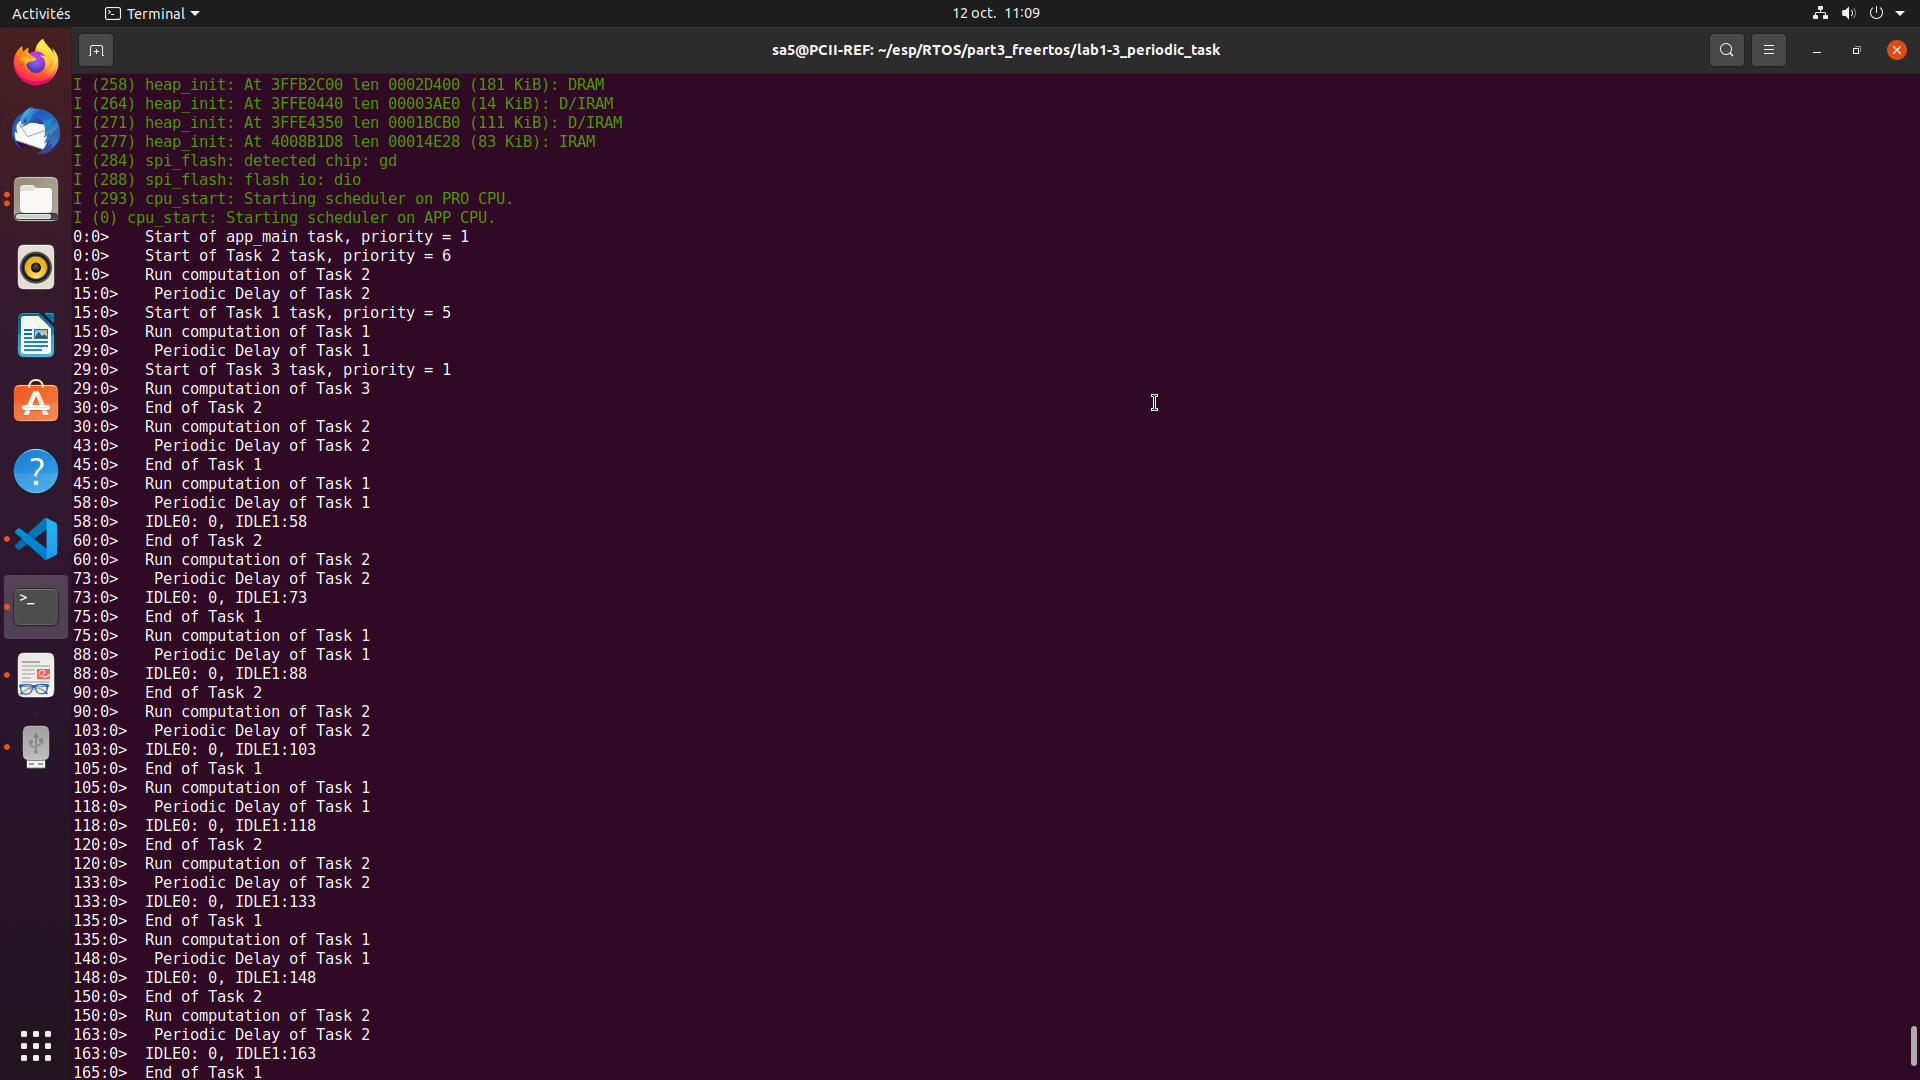 Activités
Terminal
12 oct. 11:09
sa5@PCII-REF: ~/esp/RTOS/part3_freertos/lab1-3_periodic_task
I (258) heap_init: At 3FFB2C00 len 0002D400 (181 KiB): DRAM
I (264) heap_init: At 3FFE0440 len 00003AE0 (14 KiB): D/IRAM
I (271) heap_init: At 3FFE4350 len 0001BCB0 (111 KiB): D/IRAM
I (277) heap_init: At 4008B1D8 len 00014E28 (83 KiB): IRAM
I (284) spi_flash: detected chip: gd
I (288) spi_flash: flash io: dio
I (293) cpu_start: Starting scheduler on PRO CPU.
I (0) cpu_start: Starting scheduler on APP CPU.
0:0>    Start of app_main task, priority = 1
0:0>    Start of Task 2 task, priority = 6
1:0>    Run computation of Task 2
15:0>    Periodic Delay of Task 2
15:0>   Start of Task 1 task, priority = 5
15:0>   Run computation of Task 1
29:0>    Periodic Delay of Task 1
29:0>   Start of Task 3 task, priority = 1
29:0>   Run computation of Task 3
30:0>   End of Task 2
30:0>   Run computation of Task 2
43:0>    Periodic Delay of Task 2
45:0>   End of Task 1
45:0>   Run computation of Task 1
58:0>    Periodic Delay of Task 1
58:0>   IDLE0: 0, IDLE1:58
60:0>   End of Task 2
60:0>   Run computation of Task 2
73:0>    Periodic Delay of Task 2
73:0>   IDLE0: 0, IDLE1:73
75:0>   End of Task 1
75:0>   Run computation of Task 1
88:0>    Periodic Delay of Task 1
88:0>   IDLE0: 0, IDLE1:88
90:0>   End of Task 2
90:0>   Run computation of Task 2
103:0>   Periodic Delay of Task 2
103:0>  IDLE0: 0, IDLE1:103
105:0>  End of Task 1
105:0>  Run computation of Task 1
118:0>   Periodic Delay of Task 1
118:0>  IDLE0: 0, IDLE1:118
120:0>  End of Task 2
120:0>  Run computation of Task 2
133:0>   Periodic Delay of Task 2
133:0>  IDLE0: 0, IDLE1:133
135:0>  End of Task 1
135:0>  Run computation of Task 1
148:0>   Periodic Delay of Task 1
148:0>  IDLE0: 0, IDLE1:148
150:0>  End of Task 2
150:0>  Run computation of Task 2
163:0>   Periodic Delay of Task 2
163:0>  IDLE0: 0, IDLE1:163
165:0>  End of Task 1